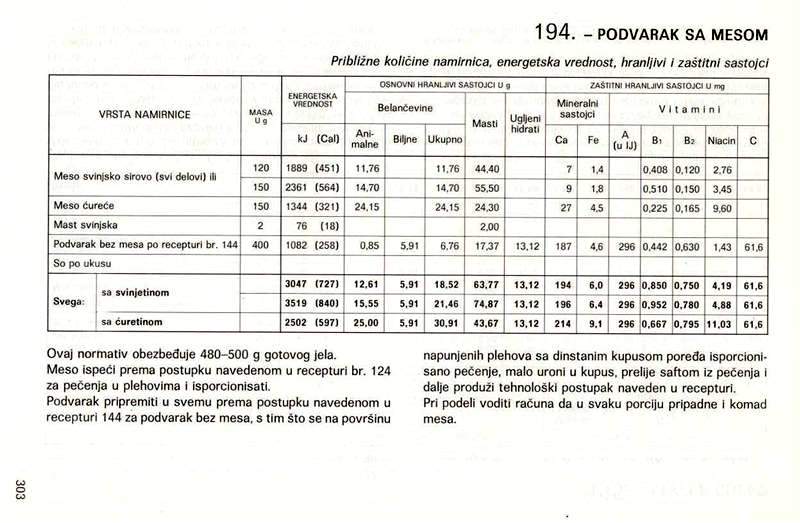 194. – PODVARAK SA MESOM
Približne količine namirnica, energetska vrednost, hranljivi i zaštitni sastojci
VRSTA NAMIRNICE MASA U g ENERGETSKA VREDNOST OSNOVNI HRANLJIVI SASTOJCI U g ZAŠTITNI HRANLJIVI SASTOJCI U mg
Belančevine Masti Ugljeni hidrati Mineralni sastojci Vitamini
kJ (Cal) Ani-malne Biljne Ukupno Ca Fe A (u IJ) B1 B2 Niacin C
Meso svinjsko sirovo (svi delovi) ili 120 1889 (451) 11,76 11,76 44,40 7 1,4 0,408 0,120 2,76
150 2361 (564) 14,70 14,70 55,50 9 1,8 0,510 0,150 3,45
Meso ćureće 150 1344 (321) 24,15 24,15 24,30 27 4,5 0,225 0,165 9,60
Mast svinjska 2 76 (18) 2,00
Podvarak bez mesa po recepturi br. 144 400 1082 (258) 0,85 5,91 6,76 17,37 13,12 187 4,6 296 0,442 0,630 1,43 61,6
So po ukusu
Svega: sa svinjetinom 3047 (727) 12,61 5,91 18,52 63,77 13,12 194 6,0 296 0,850 0,750 4,19 61,6
3519 (840) 15,55 5,91 21,46 74,87 13,12 196 6,4 296 0,952 0,780 4,88 61,6
sa ćuretinom 2502 (597) 25,00 5,91 30,91 43,67 13,12 214 9,1 296 0,667 0,795 11,03 61,6
Ovaj normativ obezbeđuje 480–500 g gotovog jela.
Meso ispeći prema postupku navedenom u recepturi br. 124
za pečenja u plehovima i isporcionisati.
Podvarak pripremiti u svemu prema postupku navedenom u
recepturi 144 za podvarak bez mesa, s tim što se na površinu
napunjenih plehova sa dinstanim kupusom poređa isporcioni-
sano pečenje, malo uroni u kupus, prelije saftom iz pečenja i
dalje produži tehnološki postupak naveden u recepturi.
Pri podeli voditi računa da u svaku porciju pripadne i komad
mesa.
303